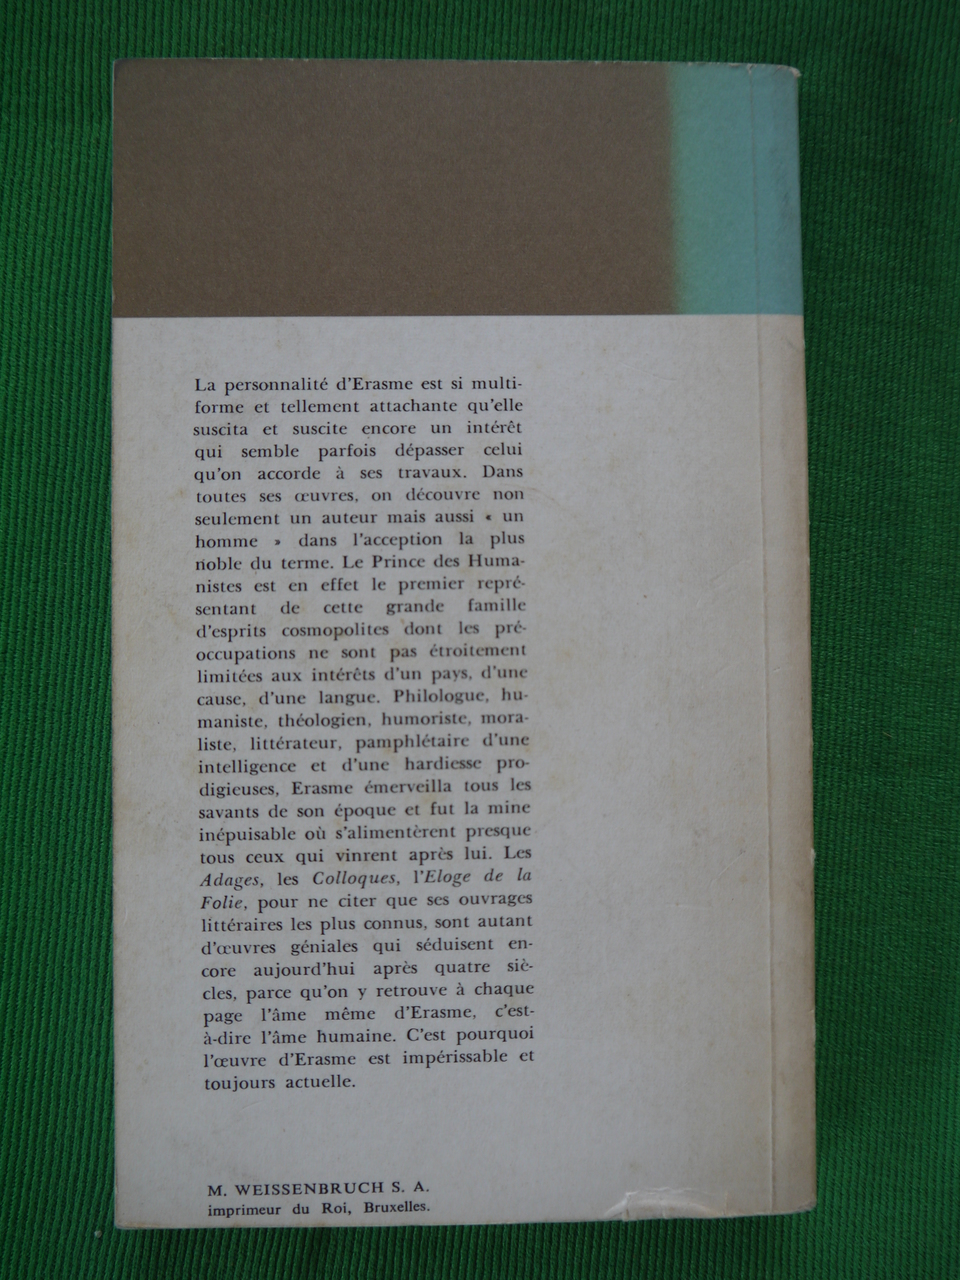 La personnalité d'Erasme est si multi-
forme et tellement attachante qu'elle
suscita et suscite encore un intérêt
qui semble parfois dépasser celui
qu'on accorde à ses travaux. Dans
toutes ses œuvres, on découvre non
seulement un auteur mais aussi « un
homme » dans l'acception la plus
noble du terme. Le Prince des Huma-
nistes est en effet le premier repré-
sentant de cette grande famille
d'esprits cosmopolites dont les pré-
occupations ne sont pas étroitement
limitées aux intérêts d'un pays, d'une
cause, d'une langue. Philologue, hu-
maniste, théologien, humoriste, mora-
liste, littérateur, pamphlétaire d'une
intelligence et d'une hardiesse pro-
digieuses, Erasme émerveilla tous les
savants de son époque et fut la mine
inépuisable où s'alimentèrent presque
tous ceux qui vinrent après lui. Les
Adages, les Colloques, l'Eloge de la
Folie, pour ne citer que ses ouvrages
littéraires les plus connus, sont autant
d'œuvres géniales qui séduisent en-
core aujourd'hui après quatre siè-
cles, parce qu'on y retrouve à chaque
page l'âme même d'Erasme, c'est-
à-dire l'âme humaine. C'est pourquoi
l'œuvre d'Erasme est impérissable et
toujours actuelle.
M. WEISSENBRUCH S. A.
imprimeur du Roi, Bruxelles.